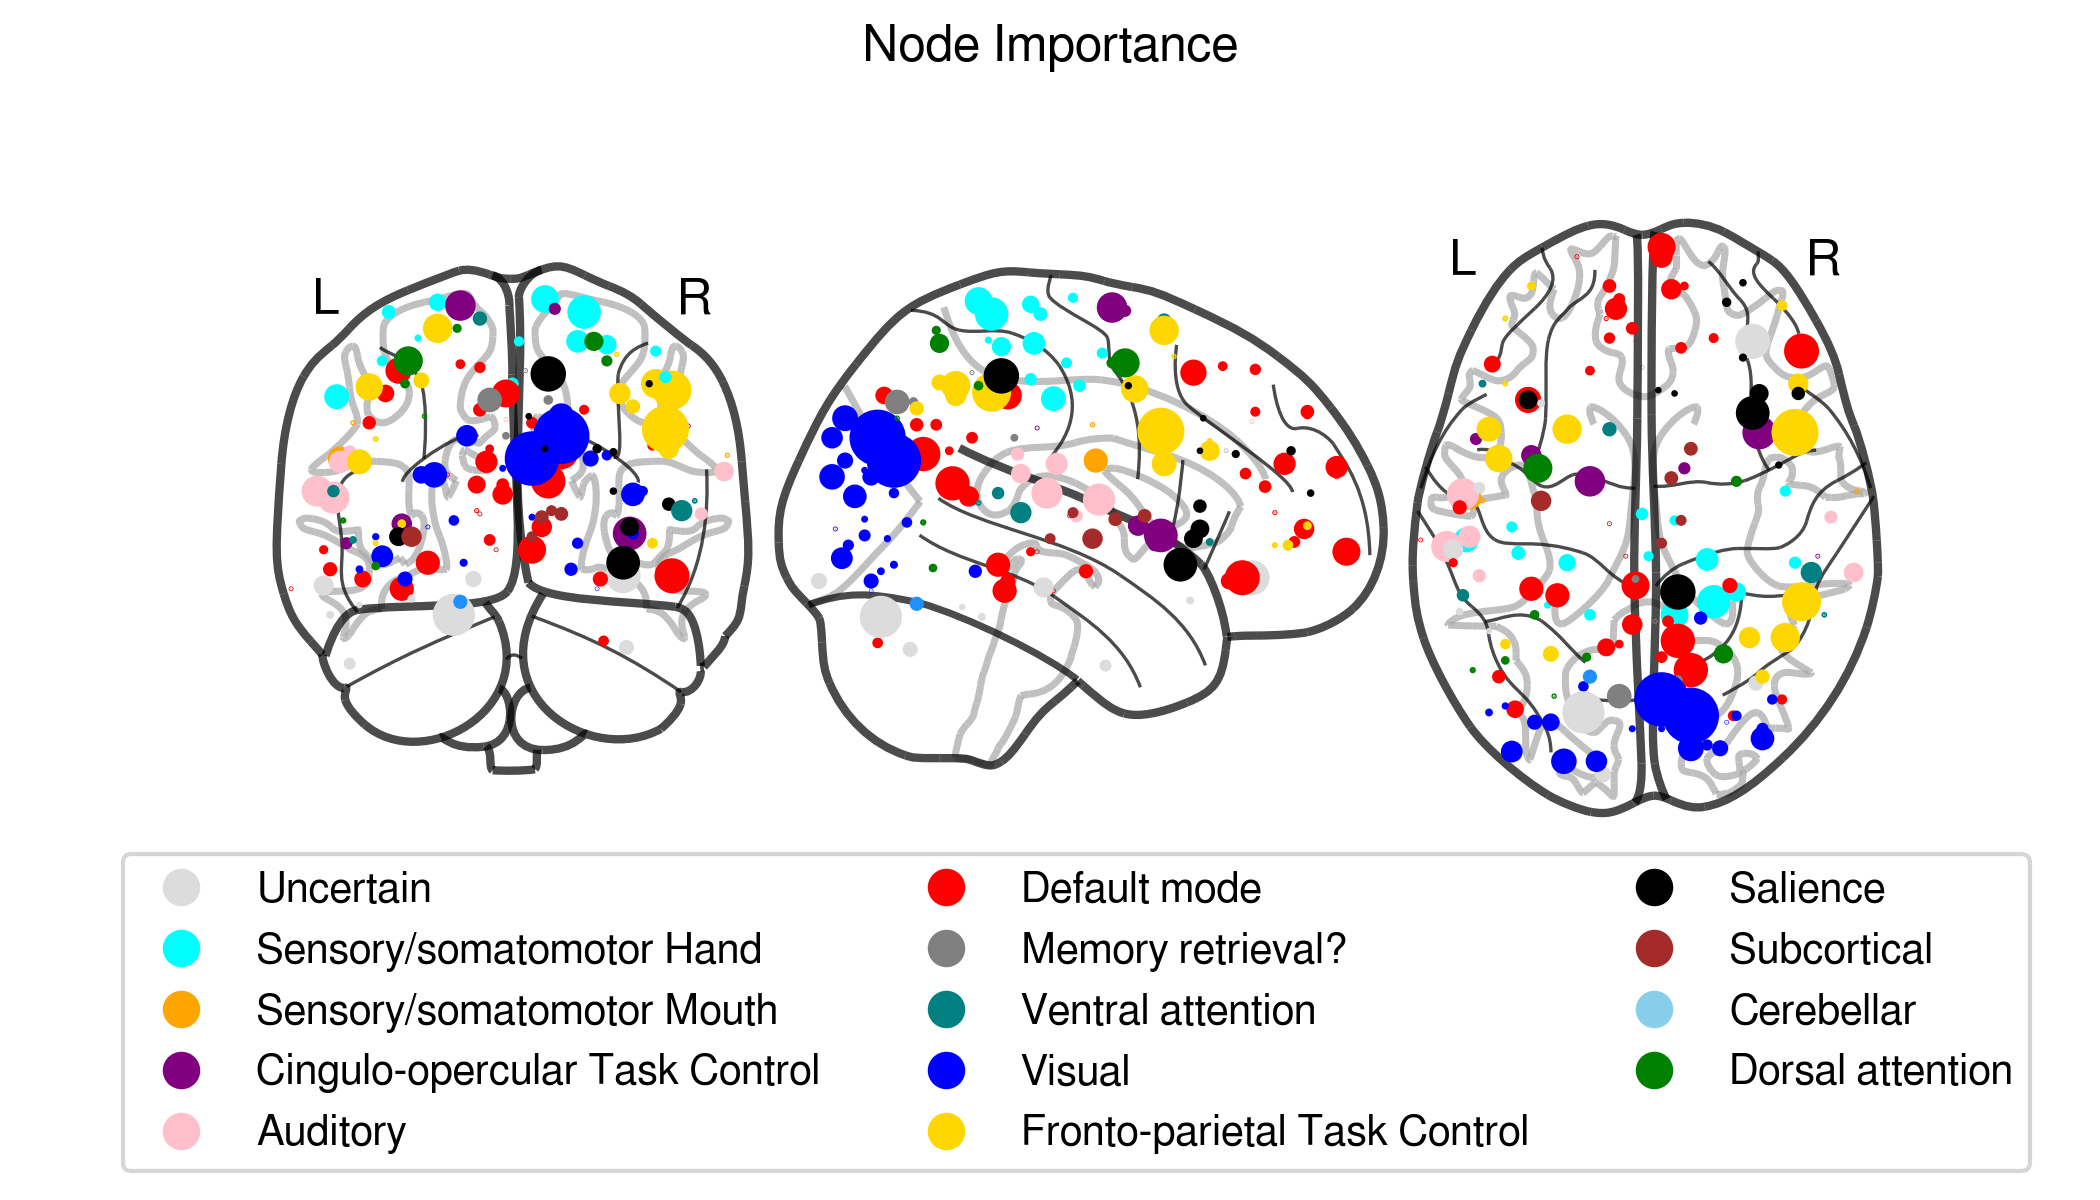 Node Importance
L R
L R
Uncertain
Sensory/somatomotor Hand
Sensory/somatomotor Mouth
Cingulo-opercular Task Control
Auditory
Default mode
Memory retrieval?
Ventral attention
Visual
Fronto-parietal Task Control
Salience
Subcortical
Cerebellar
Dorsal attention